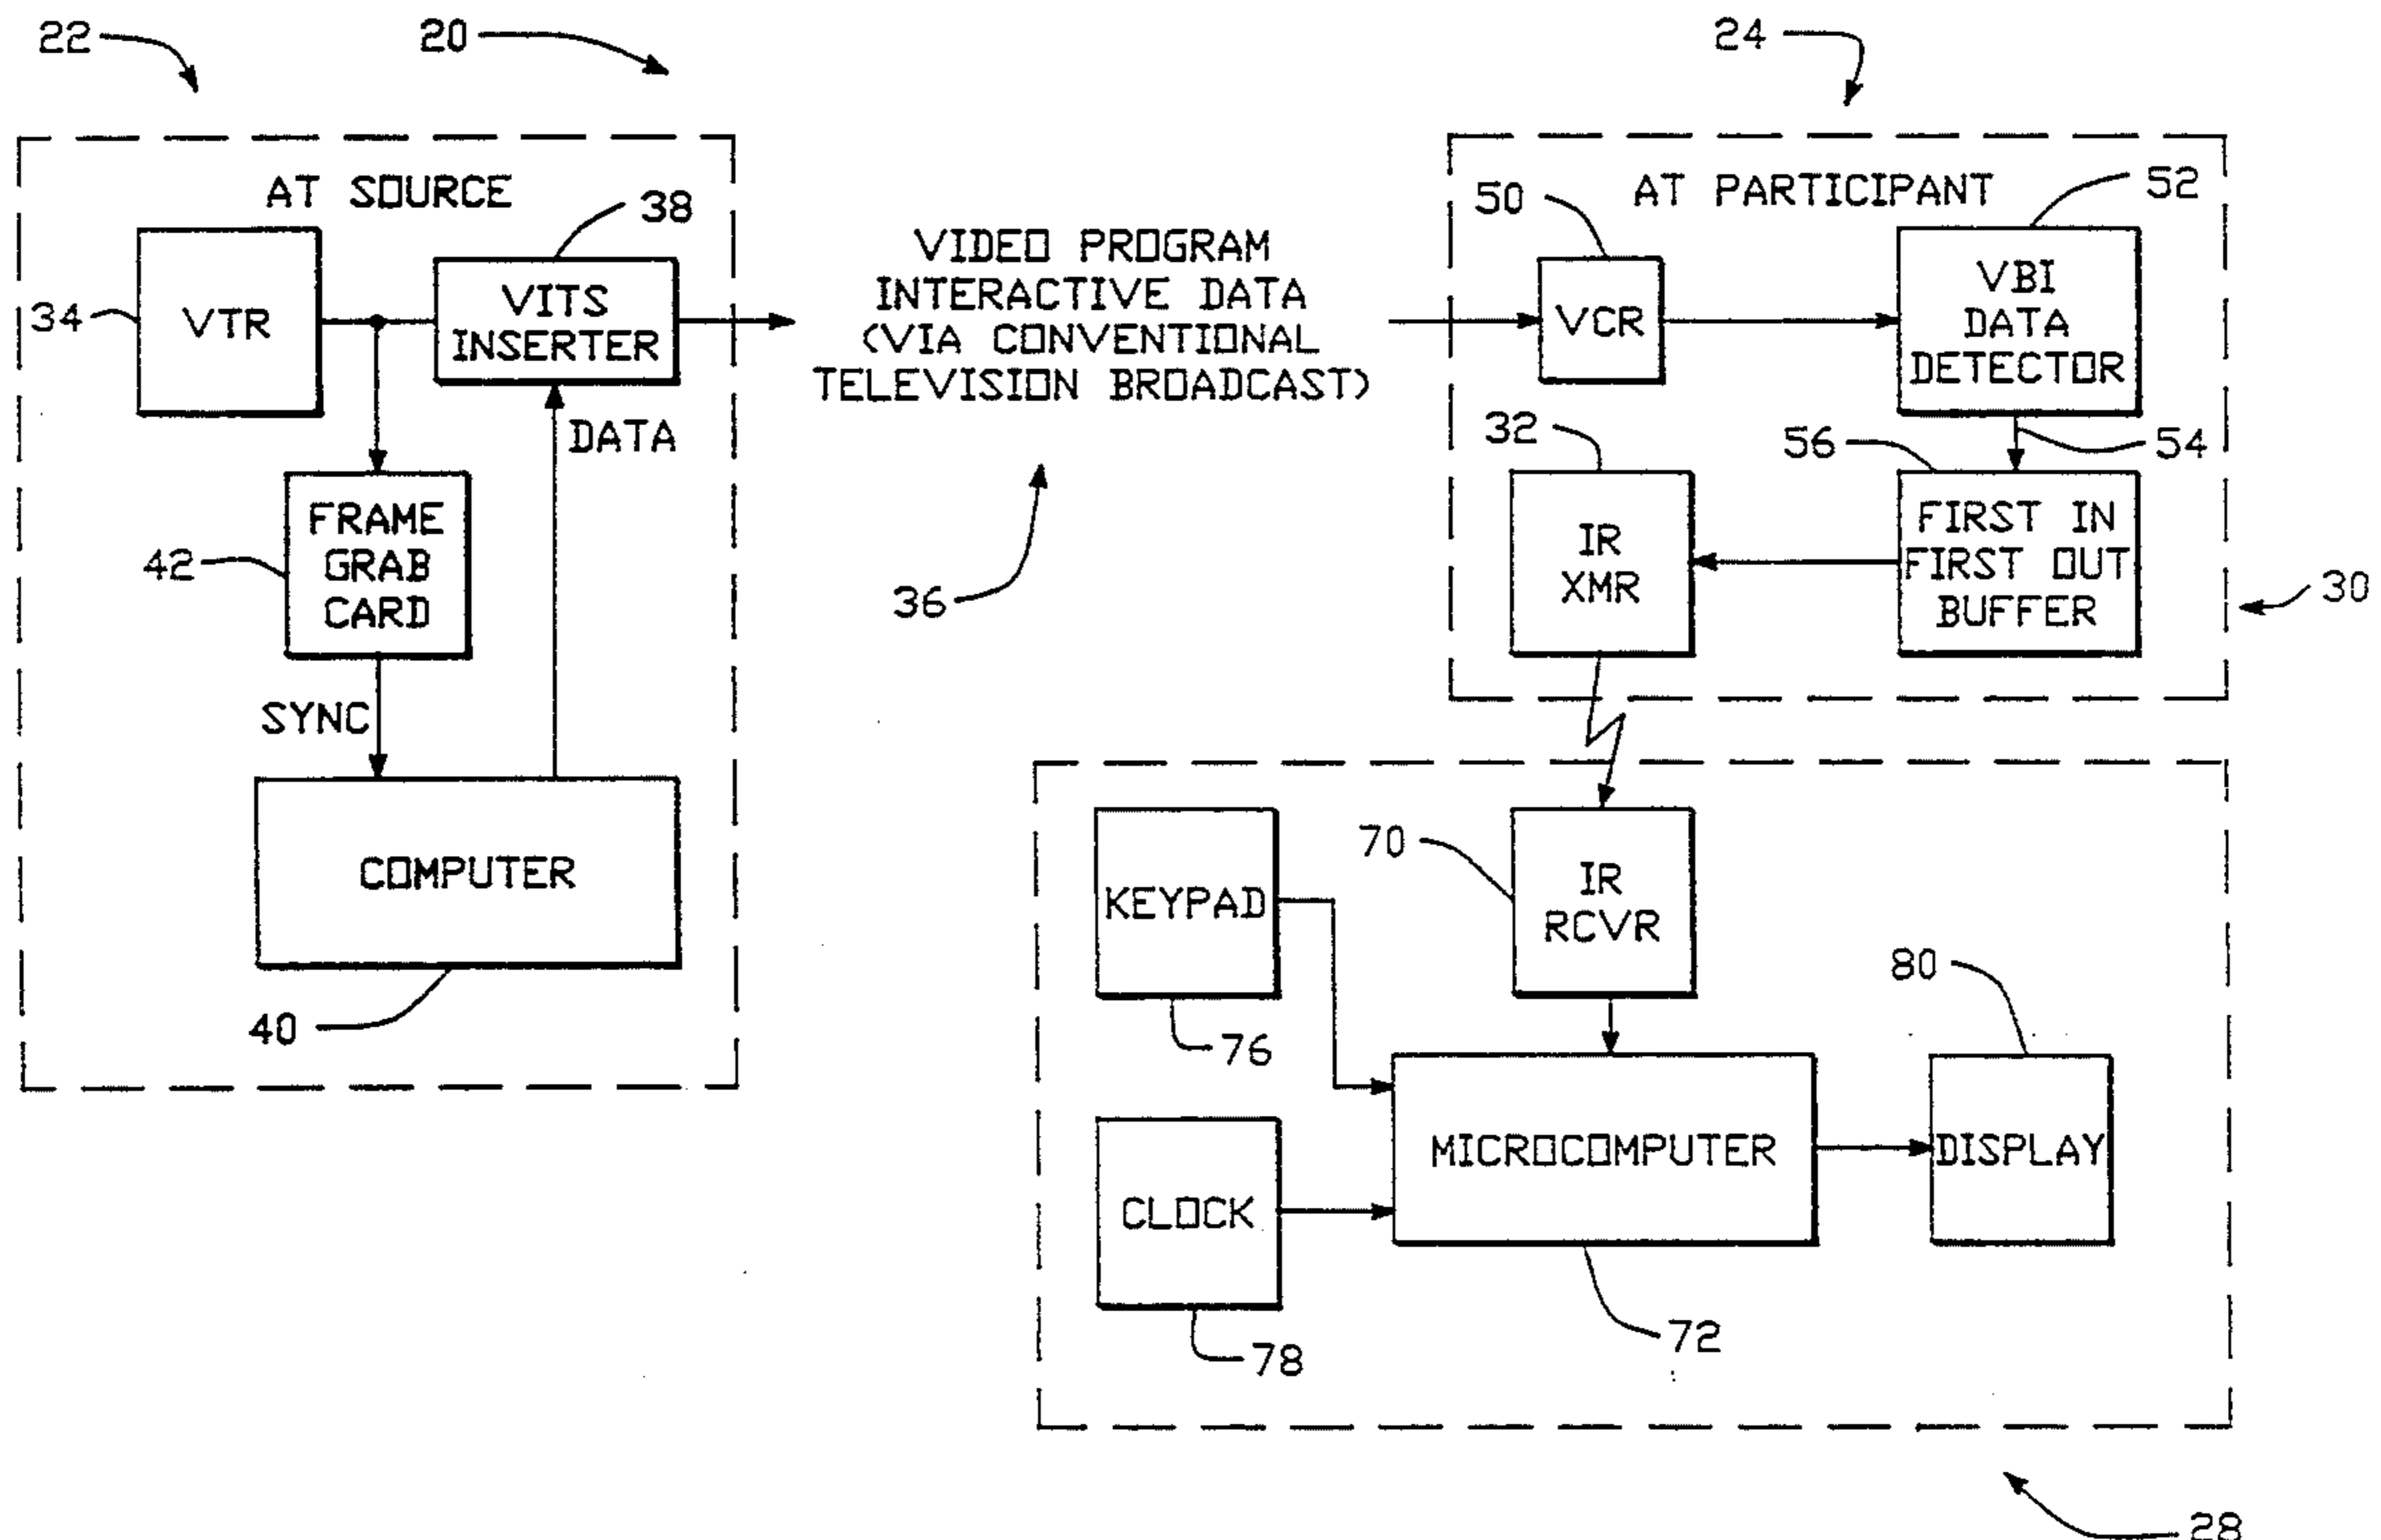 22
20
24
AT SOURCE
38
34
VTR
VITS
INSERTER
DATA
42
FRAME
GRAB
CARD
SYNC
COMPUTER
40
VIDEO PROGRAM
INTERACTIVE DATA
(VIA CONVENTIONAL
TELEVISION BROADCAST)
36
AT PARTICIPANT
50
52
VCR
VBI
DATA
DETECTOR
54
32
56
IR
XMR
FIRST IN
FIRST OUT
BUFFER
30
KEYPAD
76
70
IR
RCVR
80
CLOCK
78
MICROCOMPUTER
72
DISPLAY
28